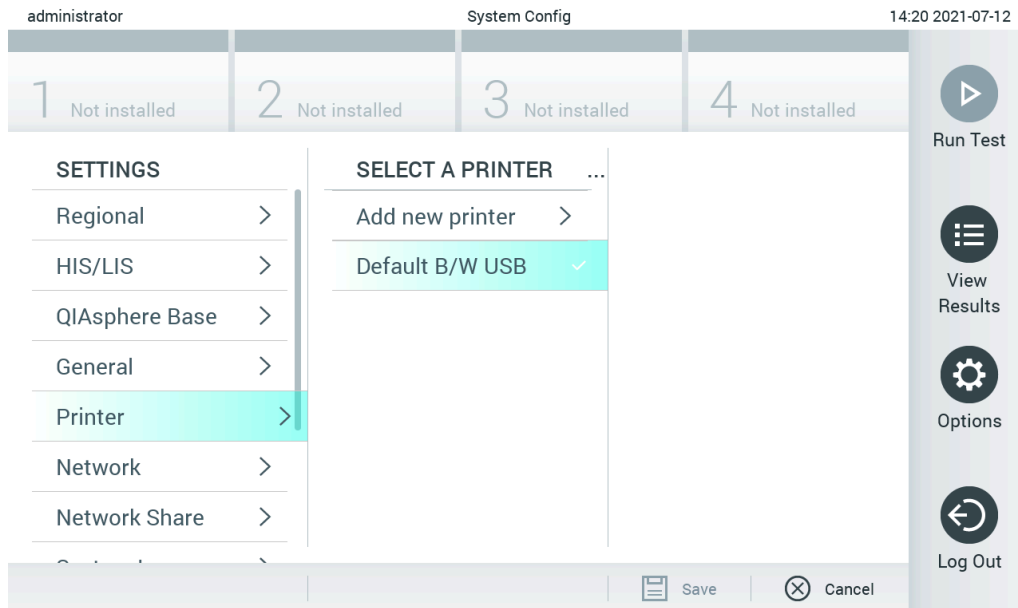 administrator
System Config
14:20 2021-07-12
1 Not installed
2 Not installed
3 Not installed
4 Not installed
SETTINGS
Regional
HIS/LIS
QIAsphere Base
General
Printer
Network
Network Share
SELECT A PRINTER ...
Add new printer
Default B/W USB
Run Test
View
Results
Options
Log Out
Save
Cancel